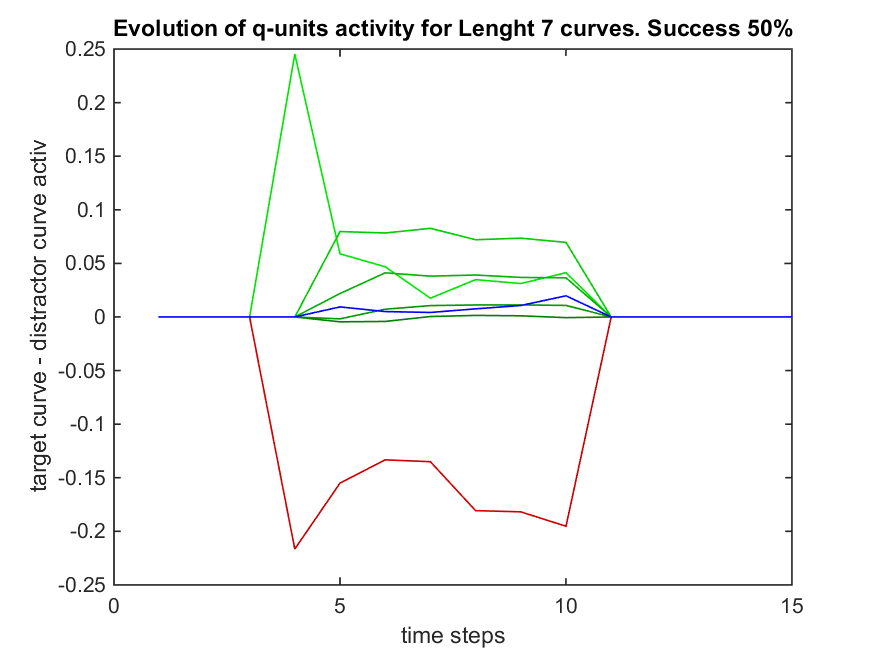 Evolution of q-units activity for Lenght 7 curves. Success 50%
0.25
0.2
0.15
0.1
0.05
0
-0.05
-0.1
-0.15
-0.2
-0.25
target curve - distractor curve activ
0 5 10 15
time steps